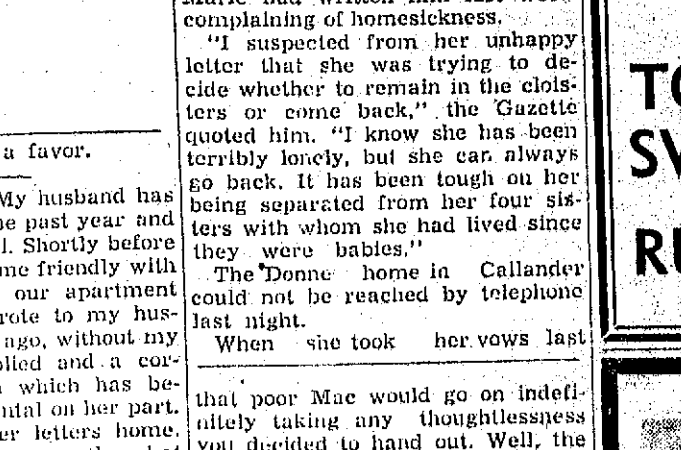 complaining of homesickness.
"I suspected from her unhappy
letter that she was trying to de-
cide whether to remain in the clois-
ters or come back," the Gazette
quoted him. "I know she has been
terribly lonely, but she can always
go back. It has been tough on her
being separated from her four sis-
ters with whom she had lived since
they were babies."
The Donne home in Callander
could not be reached by telephone
last night.
When she took her vows last
that poor Mac would go on indefi-
nitely taking any thoughtlessness
you decided to hand out. Well, the
a favor.
My husband has
past year and
Shortly before
me friendly with
our apartment
rote to my hus-
ago, without my
plied and a cor-
which has be-
ntal on her part.
er letters home.
TO
SV
RU